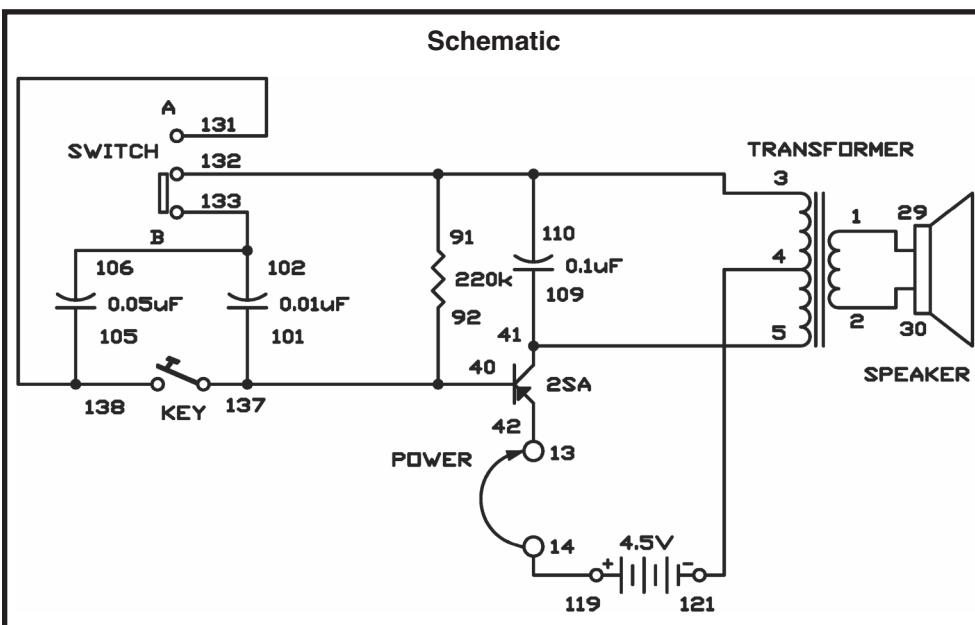 Schematic
A
131
SWITCH
132
TRANSFORMER
3
133
1
29
B
91
110
106
102
4
220k
0.1uF
0.05uF
0.01uF
109
92
2
30
105
101
41
5
40
2SA
SPEAKER
138
KEY
137
42
POWER
13
14
4.5V
+
-
119
121